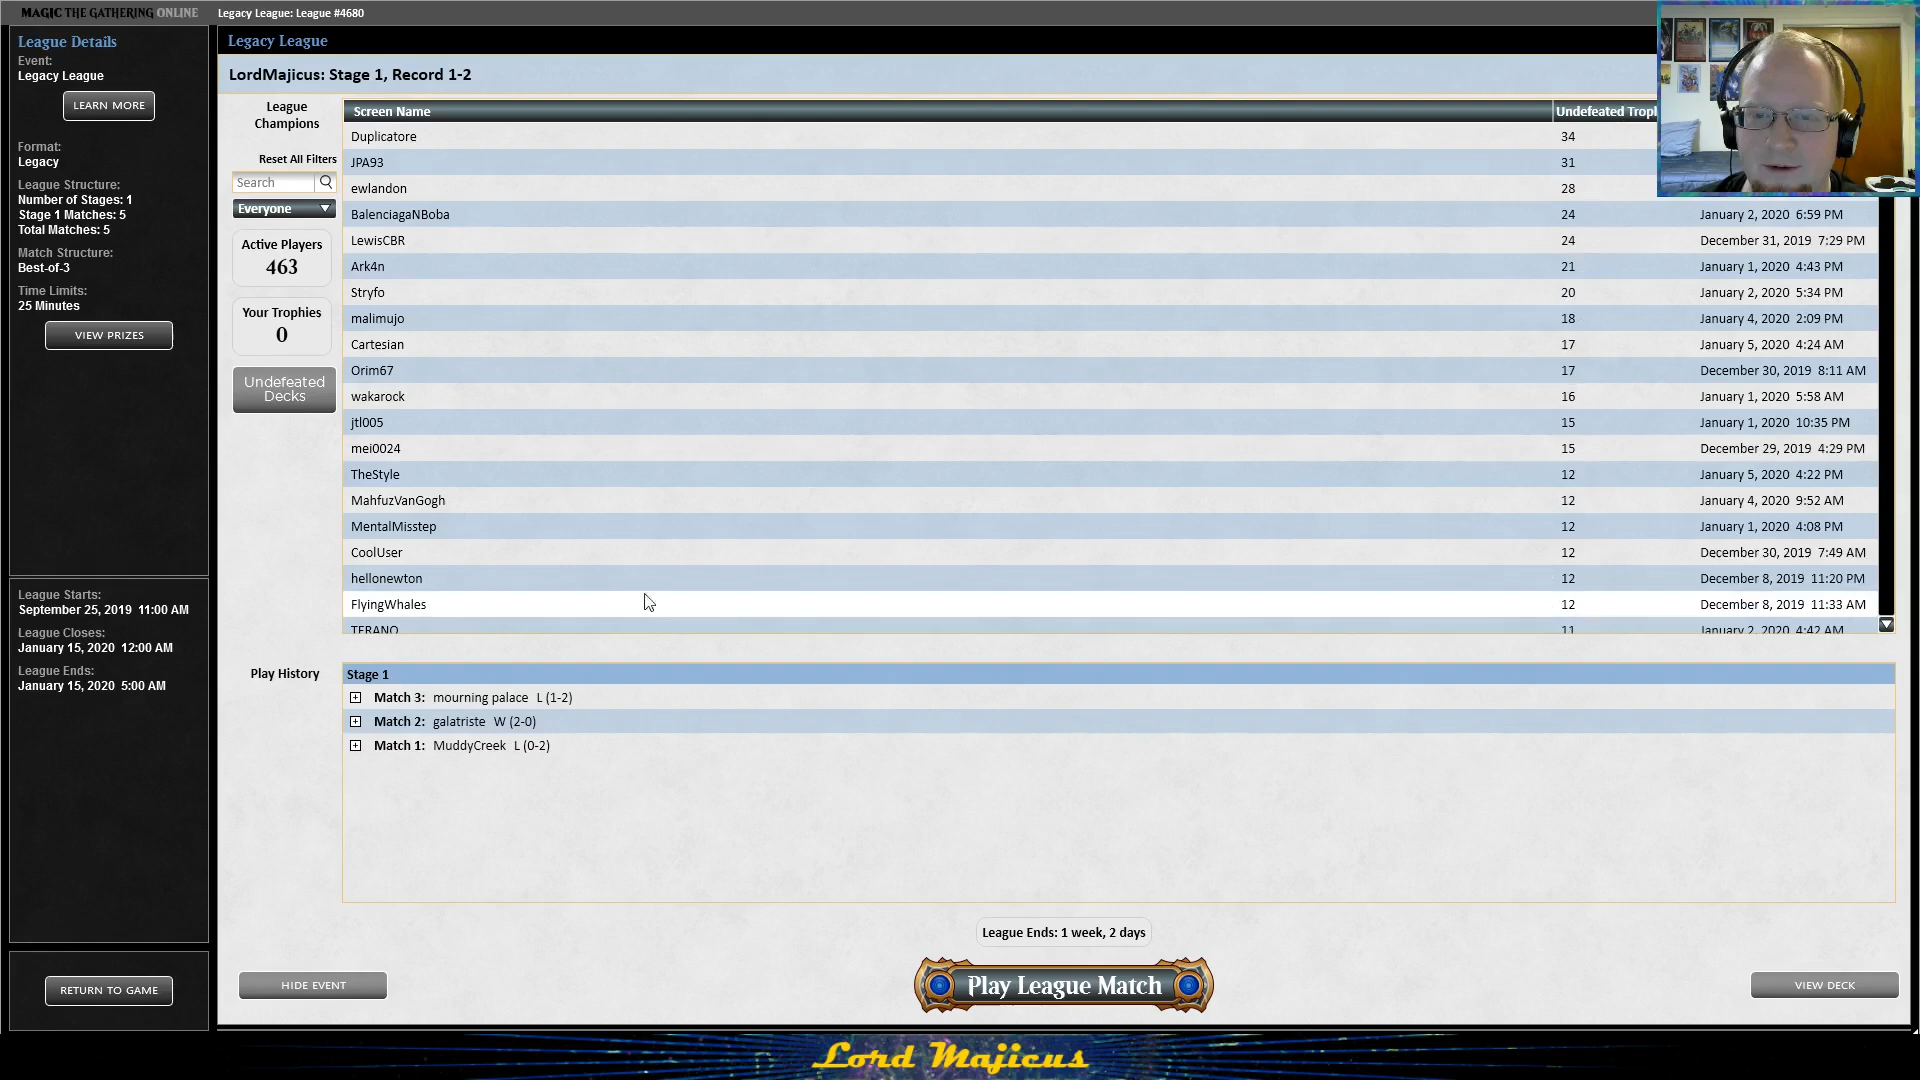 MAGIC THE GATHERING ONLINE
Legacy League: League #4680
League Details
Event:
Legacy League
LEARN MORE
Format:
Legacy
League Structure:
Number of Stages: 1
Stage 1 Matches: 5
Total Matches: 5
Match Structure:
Best-of-3
Time Limits:
25 Minutes
VIEW PRIZES
League Starts:
September 25, 2019 11:00 AM
League Closes:
January 15, 2020 12:00 AM
League Ends:
January 15, 2020 5:00 AM
RETURN TO GAME
Legacy League
LordMajicus: Stage 1, Record 1-2
League
Champions
Reset All Filters
Search
Everyone
Active Players
463
Your Trophies
0
Undefeated
Decks
Screen Name Undefeated Troph
Duplicatore 34
JPA93 31
ewlandon 28
BalenciagaNBoba 24 January 2, 2020 6:59 PM
LewisCBR 24 December 31, 2019 7:29 PM
Ark4n 21 January 1, 2020 4:43 PM
Stryfo 20 January 2, 2020 5:34 PM
malimujo 18 January 4, 2020 2:09 PM
Cartesian 17 January 5, 2020 4:24 AM
Orim67 17 December 30, 2019 8:11 AM
wakarock 16 January 1, 2020 5:58 AM
jtl005 15 January 1, 2020 10:35 PM
mei0024 15 December 29, 2019 4:29 PM
TheStyle 12 January 5, 2020 4:22 PM
MahfuzVanGogh 12 January 4, 2020 9:52 AM
MentalMisstep 12 January 1, 2020 4:08 PM
CoolUser 12 December 30, 2019 7:49 AM
hellonewton 12 December 8, 2019 11:20 PM
FlyingWhales 12 December 8, 2019 11:33 AM
TERANO 11 January 2, 2020 4:42 AM
Play History
Stage 1
Match 3: mourning palace L (1-2)
Match 2: galatriste W (2-0)
Match 1: MuddyCreek L (0-2)
League Ends: 1 week, 2 days
HIDE EVENT
Play League Match
VIEW DECK
Lord Majicus